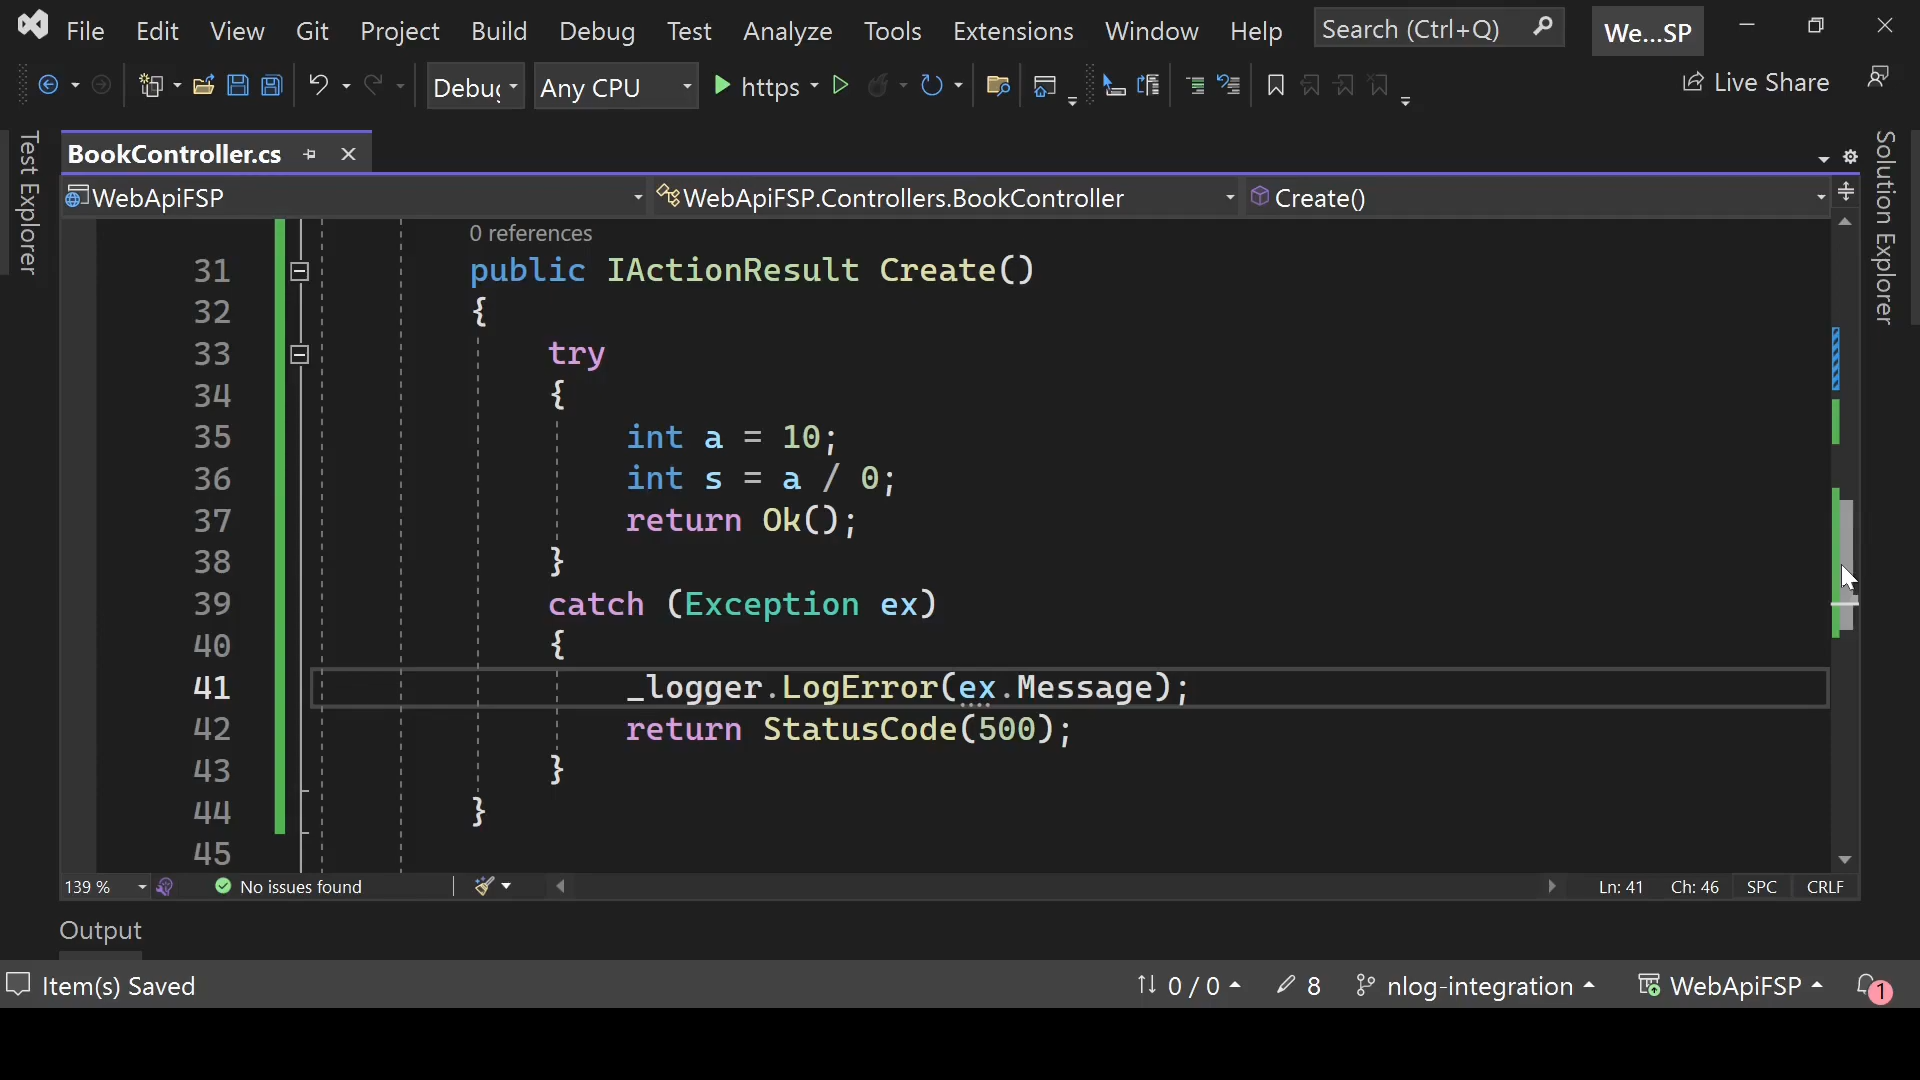 File Edit View Git Project Build Debug Test Analyze Tools Extensions Window Help Search (Ctrl+Q) We...SP
Debug Any CPU https Live Share
Test Explorer
BookController.cs
Solution Explorer
WebApiFSP WebApiFSP.Controllers.BookController Create()
0 references
31 public IActionResult Create()
32 {
33 try
34 {
35 int a = 10;
36 int s = a / 0;
37 return Ok();
38 }
39 catch (Exception ex)
40 {
41 _logger.LogError(ex.Message);
42 return StatusCode(500);
43 }
44 }
45
139 % No issues found Ln: 41 Ch: 46 SPC CRLF
Output
Item(s) Saved 0 / 0 8 nlog-integration WebApiFSP 1